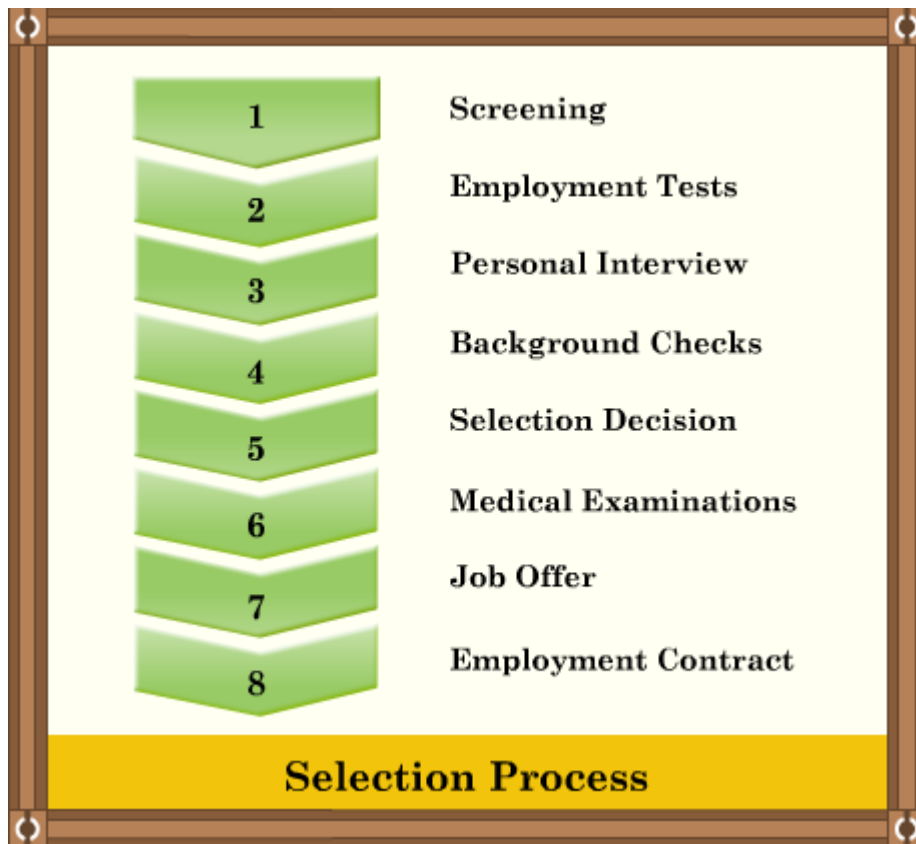 1 Screening
2 Employment Tests
3 Personal Interview
4 Background Checks
5 Selection Decision
6 Medical Examinations
7 Job Offer
8 Employment Contract
Selection Process